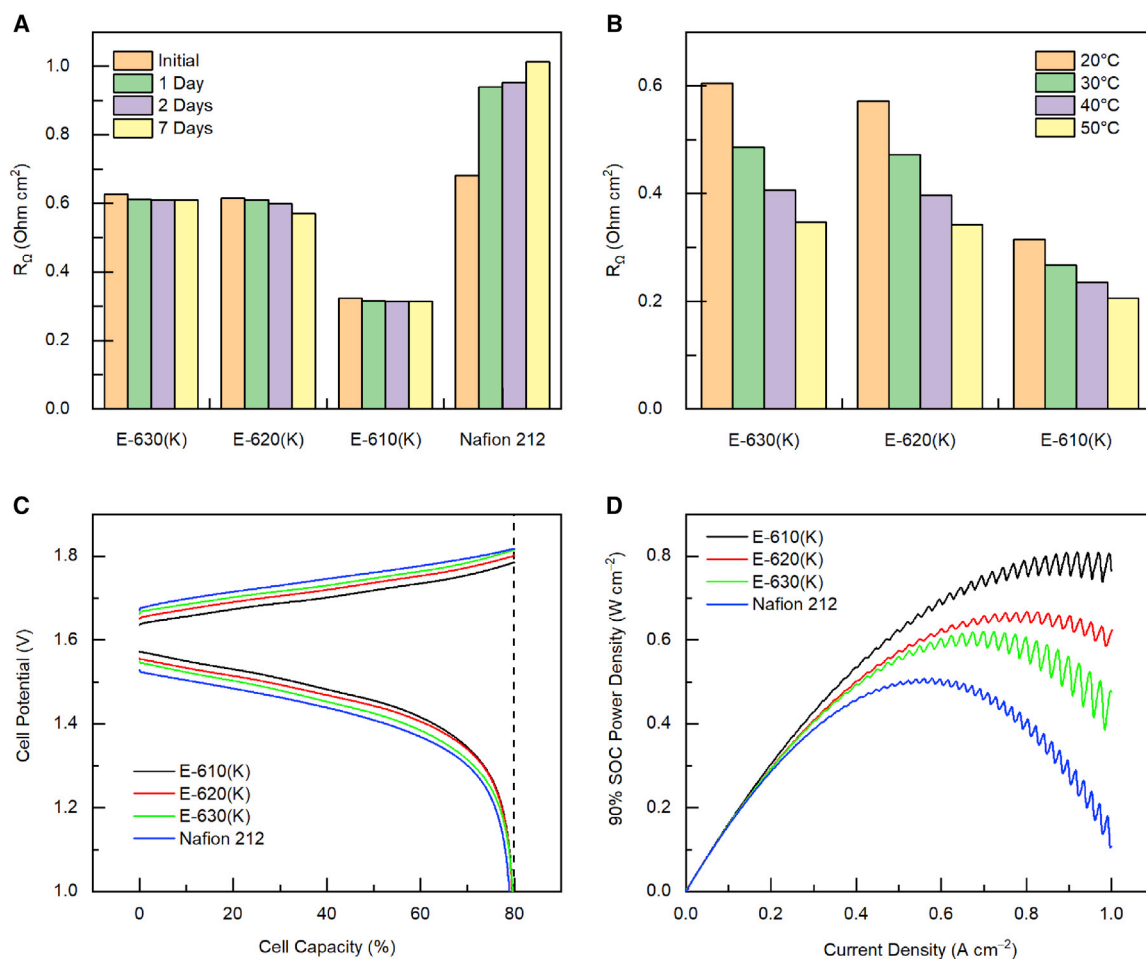 A
Initial
1 Day
2 Days
7 Days
1.0
0.8
0.6
0.4
0.2
0.0
R_Ω (Ohm cm²)
E-630(K) E-620(K) E-610(K) Nafion 212
B
20°C
30°C
40°C
50°C
0.6
0.4
0.2
0.0
R_Ω (Ohm cm²)
E-630(K) E-620(K) E-610(K)
C
1.8
1.6
1.4
1.2
1.0
Cell Potential (V)
E-610(K)
E-620(K)
E-630(K)
Nafion 212
0 20 40 60 80
Cell Capacity (%)
D
E-610(K)
E-620(K)
E-630(K)
Nafion 212
0.8
0.6
0.4
0.2
0.0
90% SOC Power Density (W cm⁻²)
0.0 0.2 0.4 0.6 0.8 1.0
Current Density (A cm⁻²)